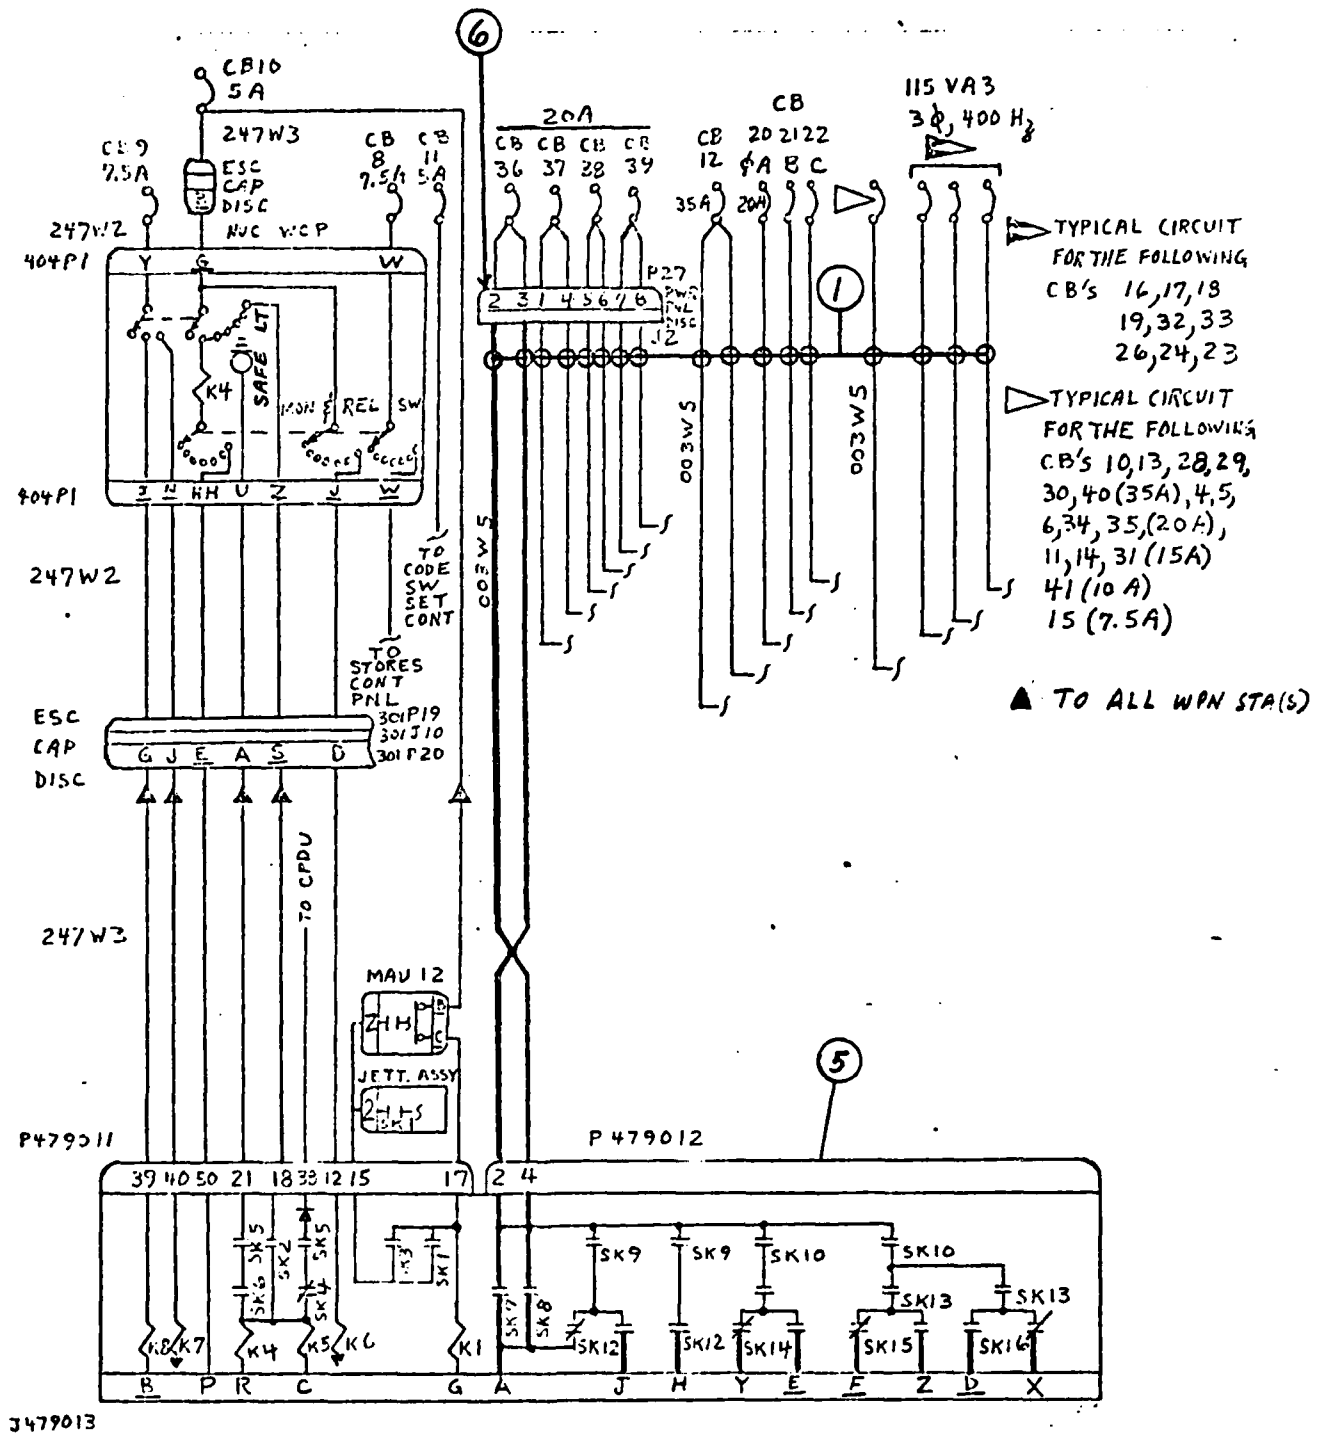 6
CB10
5A
247W3
CB 9
7.5A
ESC
CAP
DISC
CB
8
7.5A
CB
11
5A
20A
CB
36
CB
37
CB
38
CB
39
CB
12
35A
CB
20 21 22
ϕA B C
20A
115 VA3
3ϕ, 400 Hz
TYPICAL CIRCUIT
FOR THE FOLLOWING
CB's 16,17,18
19,32,33
26,24,23
TYPICAL CIRCUIT
FOR THE FOLLOWING
CB'S 10,13,28,29,
30,40(35A),4,5,
6,34,35,(20A),
11,14,31(15A)
41(10 A)
15(7.5A)
▲ TO ALL WPN STA(S)
247W2
NUC WCP
404P1
Y G W
P27
PWR
PNL
DISC
J2
2 3 1 4 5 6 7 8
1
K4
SAFE LT
MON & REL SW
404P1
HH U Z J W
003W5
003W5
003W5
247W2
TO
CODE
SW
SET
CONT
TO
STORES
CONT
PNL
ESC
CAP
DISC
301P19
301J10
301P20
G J E A S D
TO CPDU
247W3
MAU 12
B
C
JETT. ASSY
5
P479011
P479012
39 40 50 21 18 33 12 15 17 2 4
SK5
SK2
SK5
SK3
SK1
SK6
SK4
SK7
SK8
SK9
SK9
SK10
SK10
SK13
SK13
SK12
SK12
SK14
SK15
SK16
K8
K7
K4
K5
K6
K1
B P R C G A J H Y E F Z D X
J479013